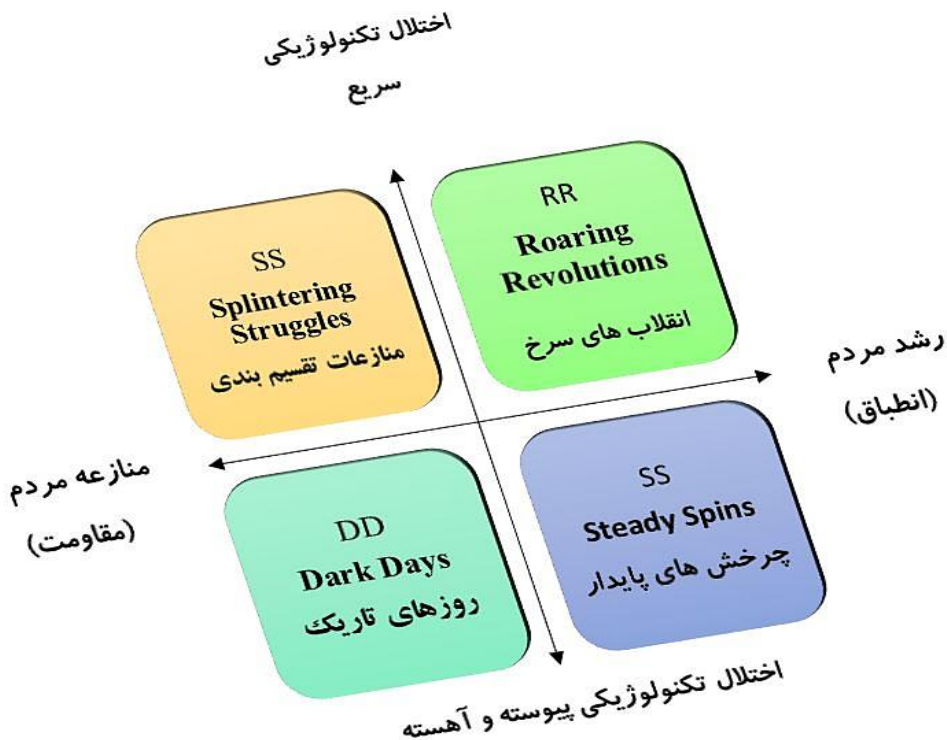 اختلال تکنولوژیکی
سریع
RR
Roaring
Revolutions
انقلاب های سرخ
SS
Splintering
Struggles
منازعات تقسیم بندی
رشد مردم
(انطباق)
منازعه مردم
(مقاومت)
SS
Steady Spins
چرخش های پایدار
DD
Dark Days
روزهای تاریک
اختلال تکنولوژیکی پیوسته و آهسته